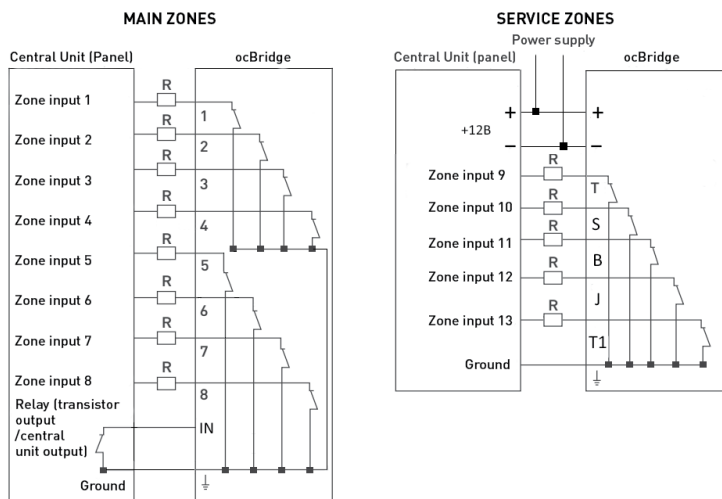 MAIN ZONES
Central Unit (Panel)
ocBridge
Zone input 1
R
1
Zone input 2
R
2
Zone input 3
R
3
Zone input 4
R
4
Zone input 5
R
5
Zone input 6
R
6
Zone input 7
R
7
Zone input 8
R
8
Relay (transistor
output
/central
unit output)
IN
Ground
SERVICE ZONES
Power supply
Central Unit (panel)
ocBridge
+ +
+12B
− −
Zone input 9
R
T
Zone input 10
R
S
Zone input 11
R
B
Zone input 12
R
J
Zone input 13
R
T1
Ground